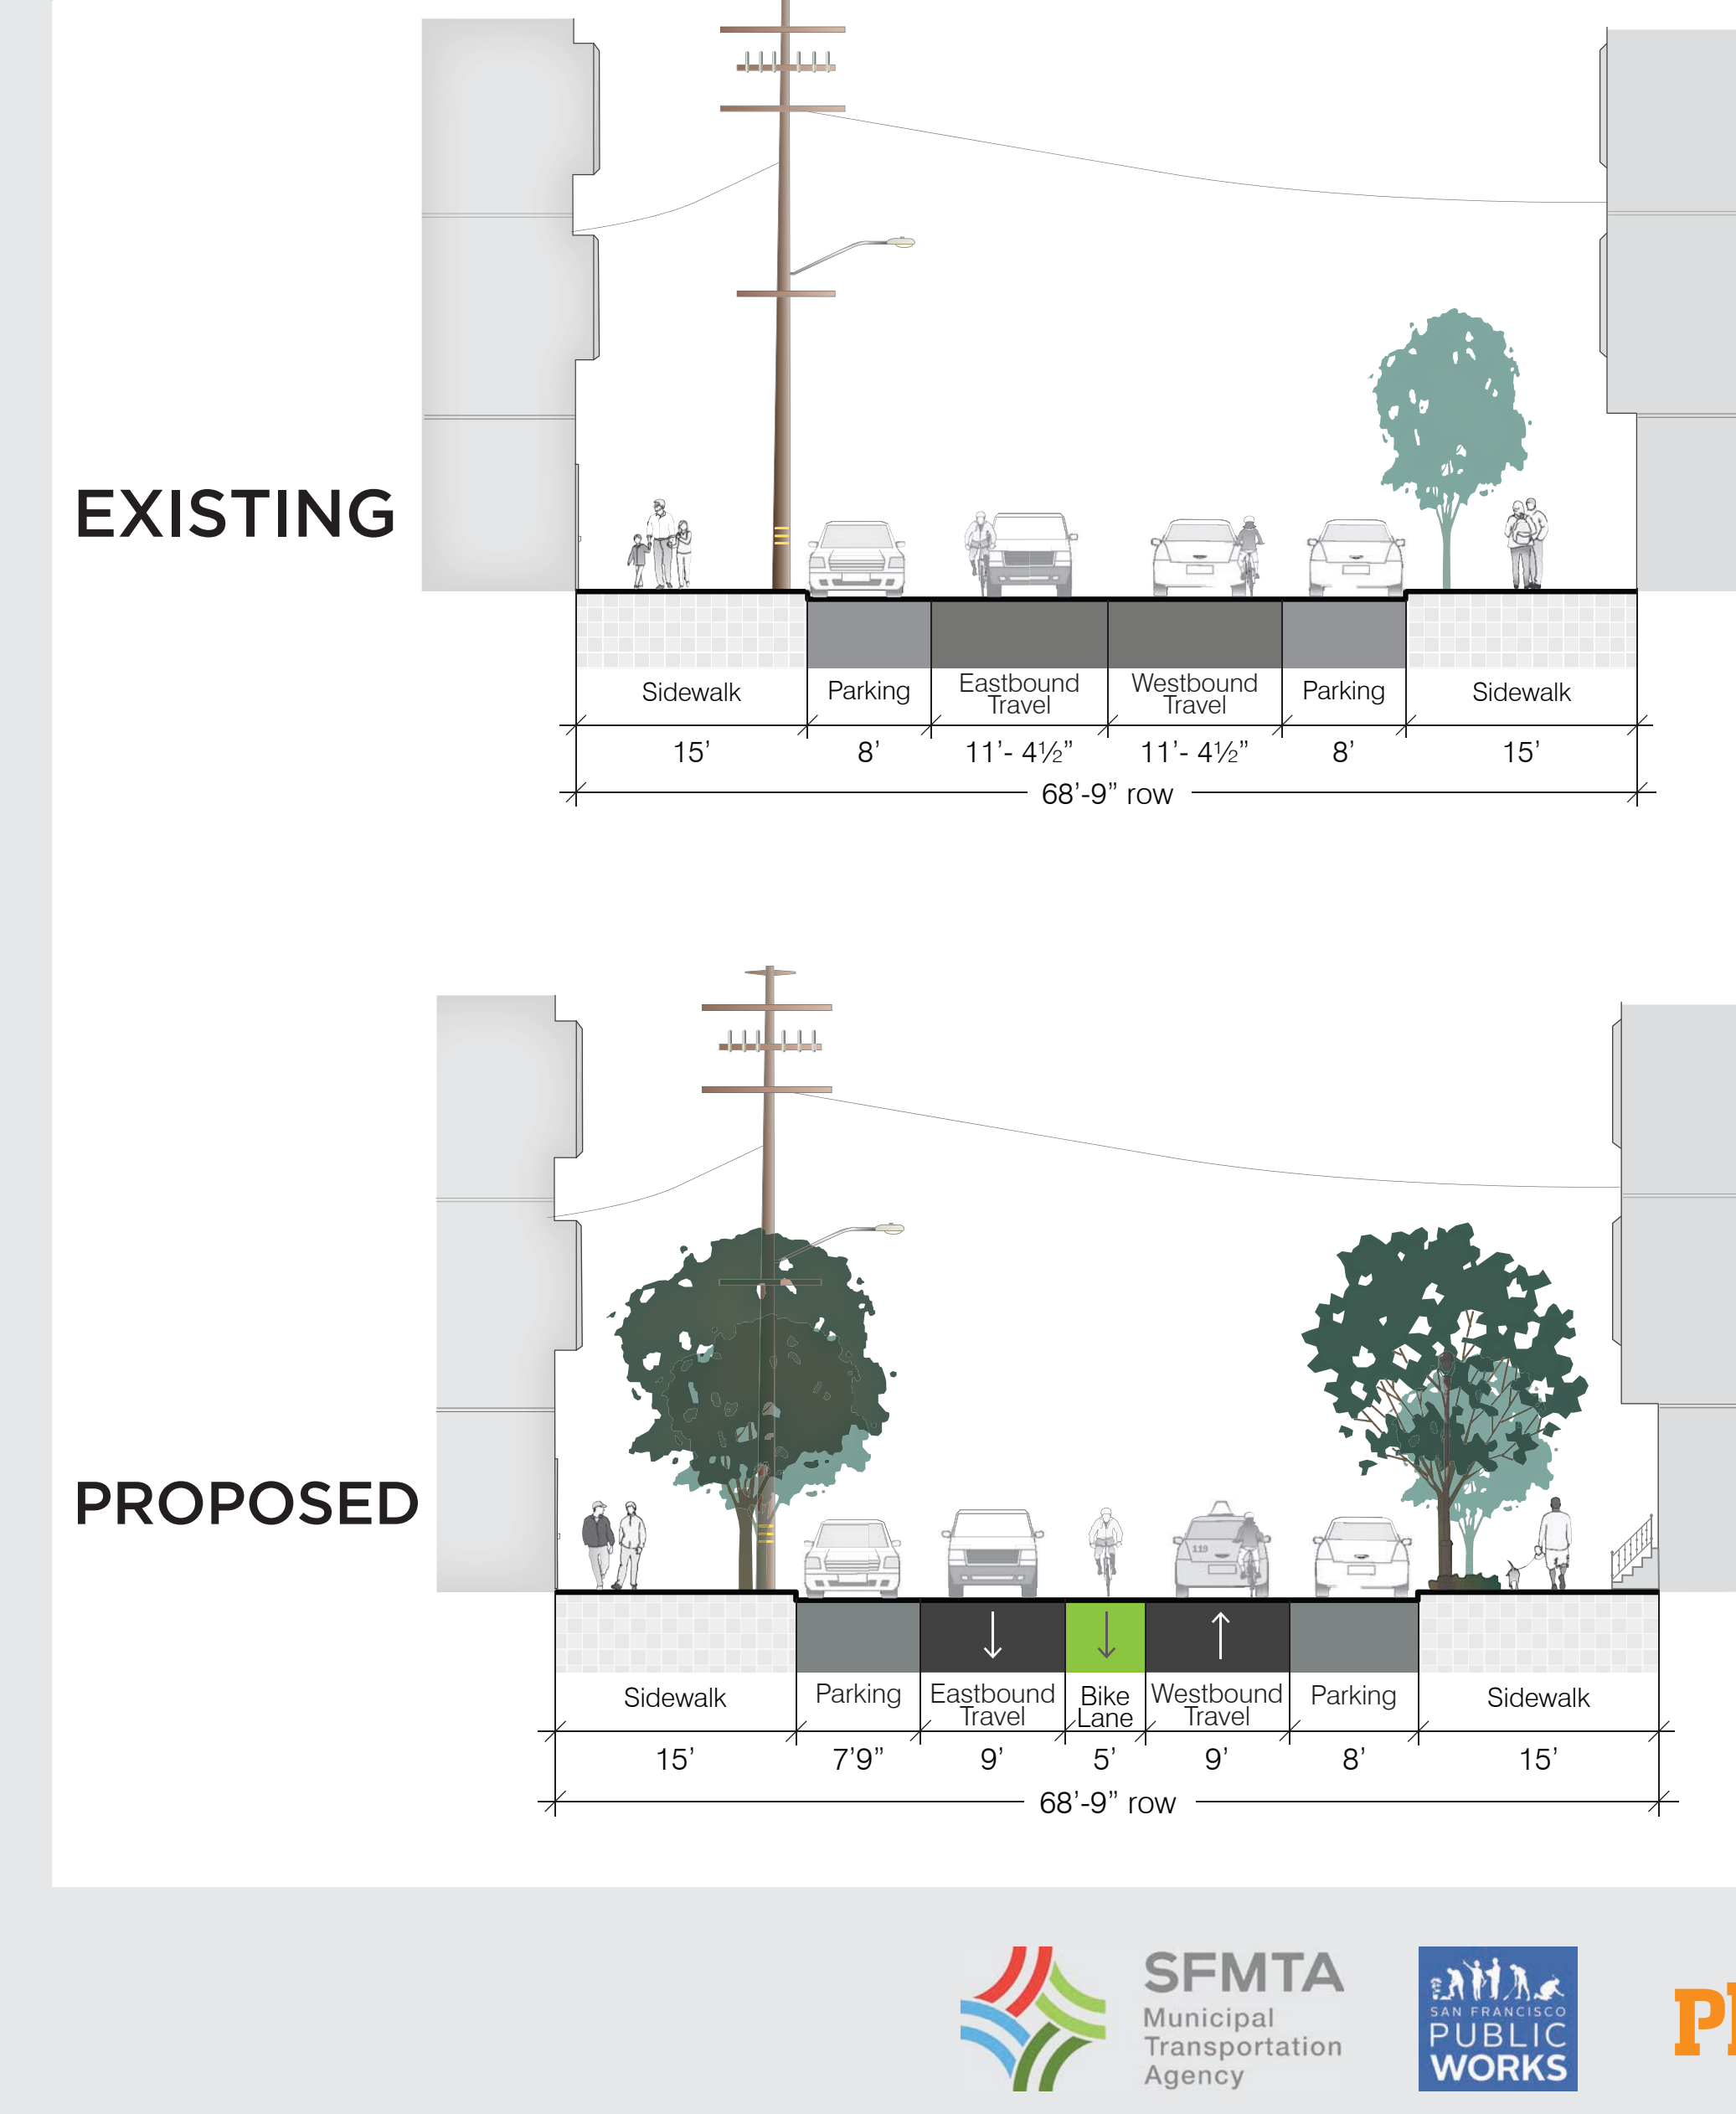 EXISTING
Sidewalk
Parking
Eastbound
Travel
Westbound
Travel
Parking
Sidewalk
15’
8’
11’- 4½”
11’- 4½”
8’
15’
68’-9” row
PROPOSED
119
Sidewalk
Parking
Eastbound
Travel
Bike
Lane
Westbound
Travel
Parking
Sidewalk
15’
7’9”
9’
5’
9’
8’
15’
68’-9” row
SFMTA
Municipal
Transportation
Agency
SAN FRANCISCO
PUBLIC
WORKS